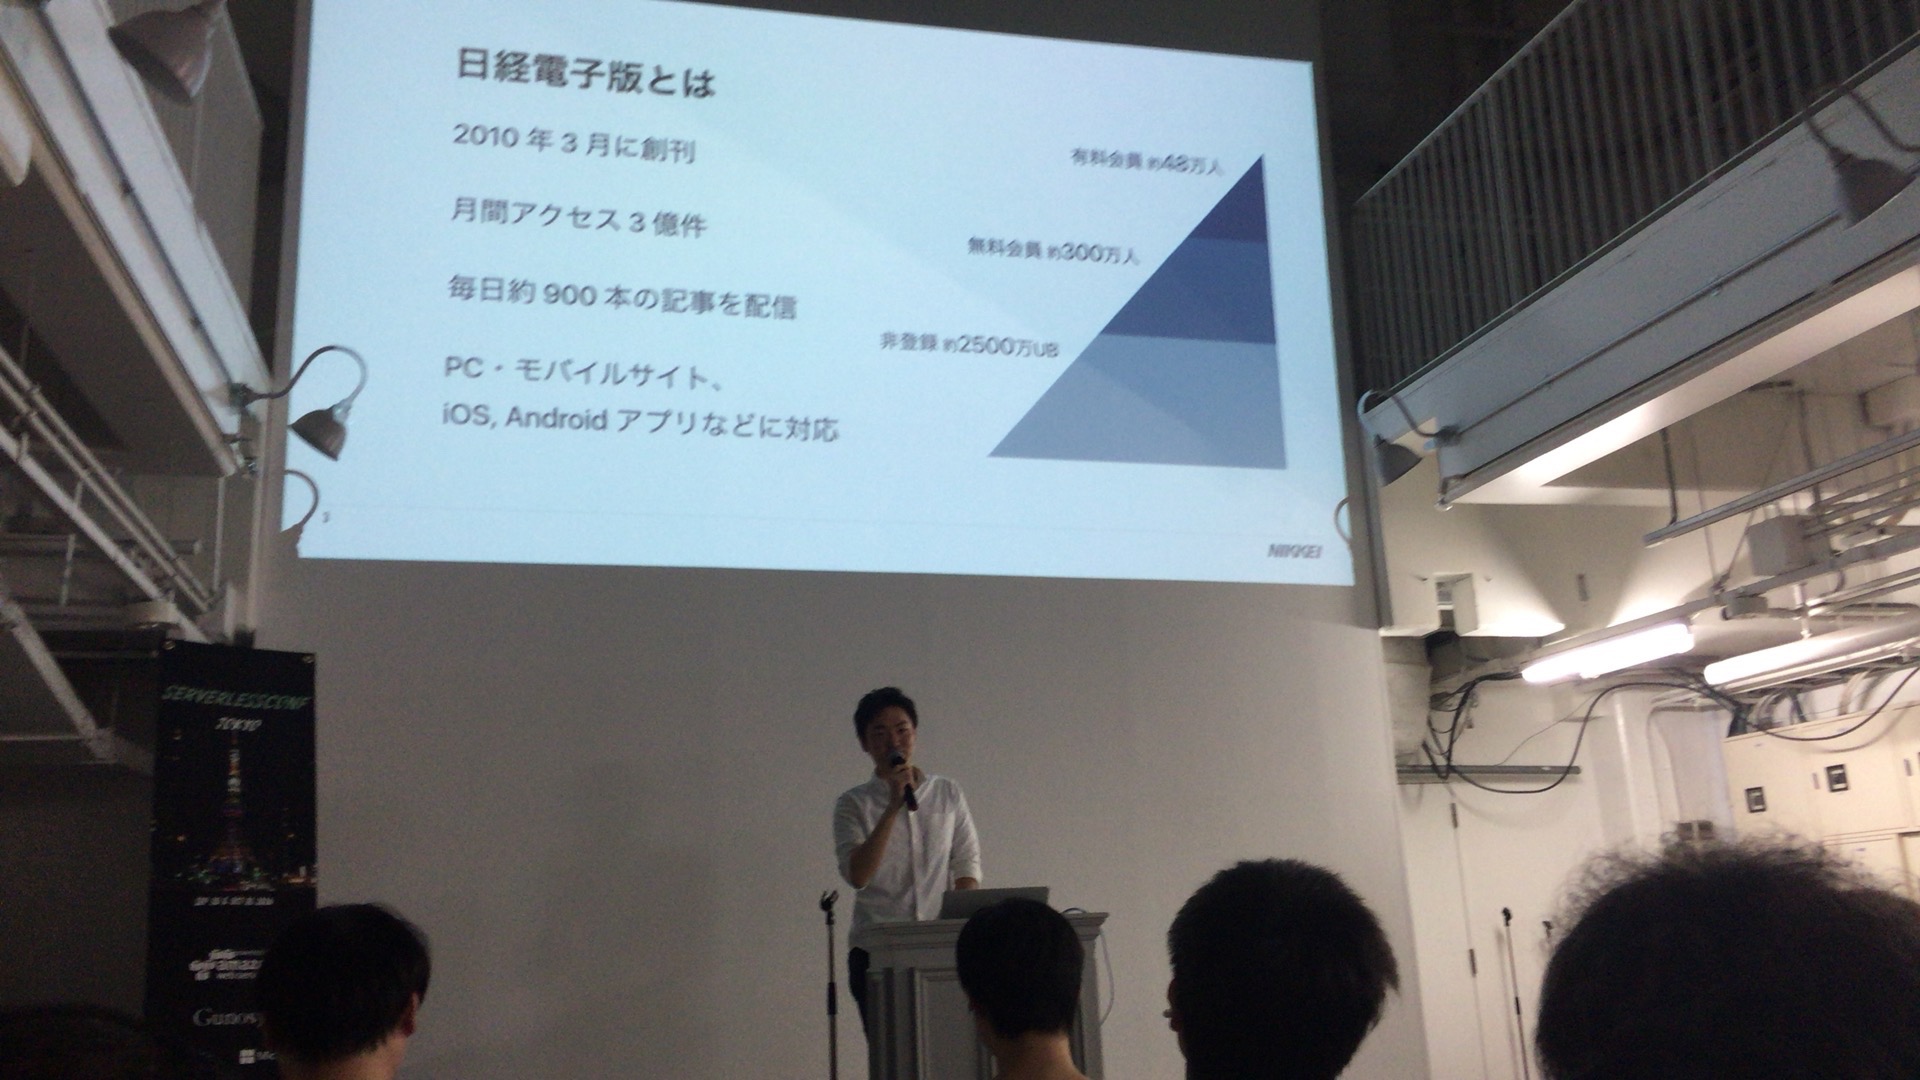 日経電子版とは
2010 年 3 月に創刊
月間アクセス 3 億件
毎日約 900 本の記事を配信
PC・モバイルサイト、
iOS, Android アプリなどに対応
有料会員 約48万人
無料会員 約300万人
非登録 約2500万UB
3
NIKKEI
SERVERLESSCONF
TOKYO
Gunosy